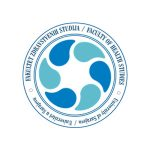 FAKULTET ZDRAVSTVENIH STUDIJA / FACULTY OF HEALTH STUDIES
University of Sarajevo / Univerzitet u Sarajevu